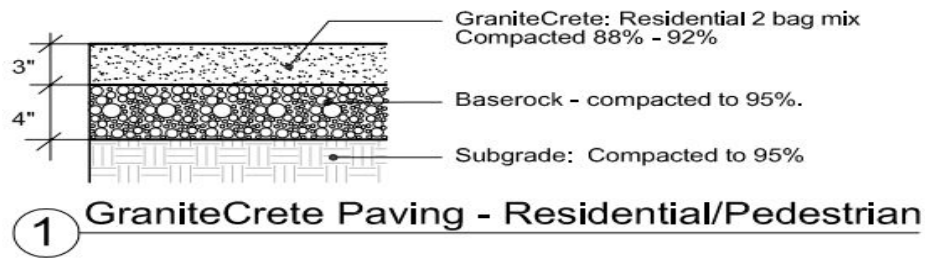 GraniteCrete: Residential 2 bag mix
Compacted 88% - 92%
3"
Baserock - compacted to 95%.
4"
Subgrade:  Compacted to 95%
1 GraniteCrete Paving - Residential/Pedestrian